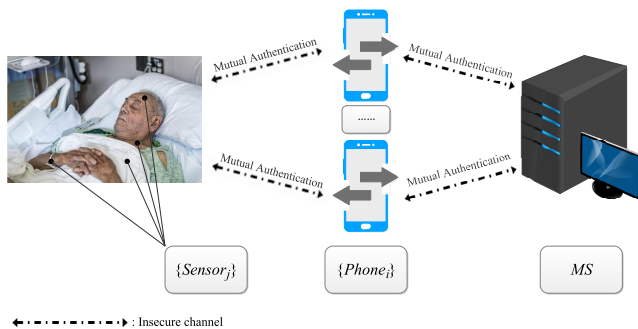 Mutual Authentication
Mutual Authentication
......
Mutual Authentication
Mutual Authentication
{Sensor_j}
{Phone_i}
MS
: Insecure channel